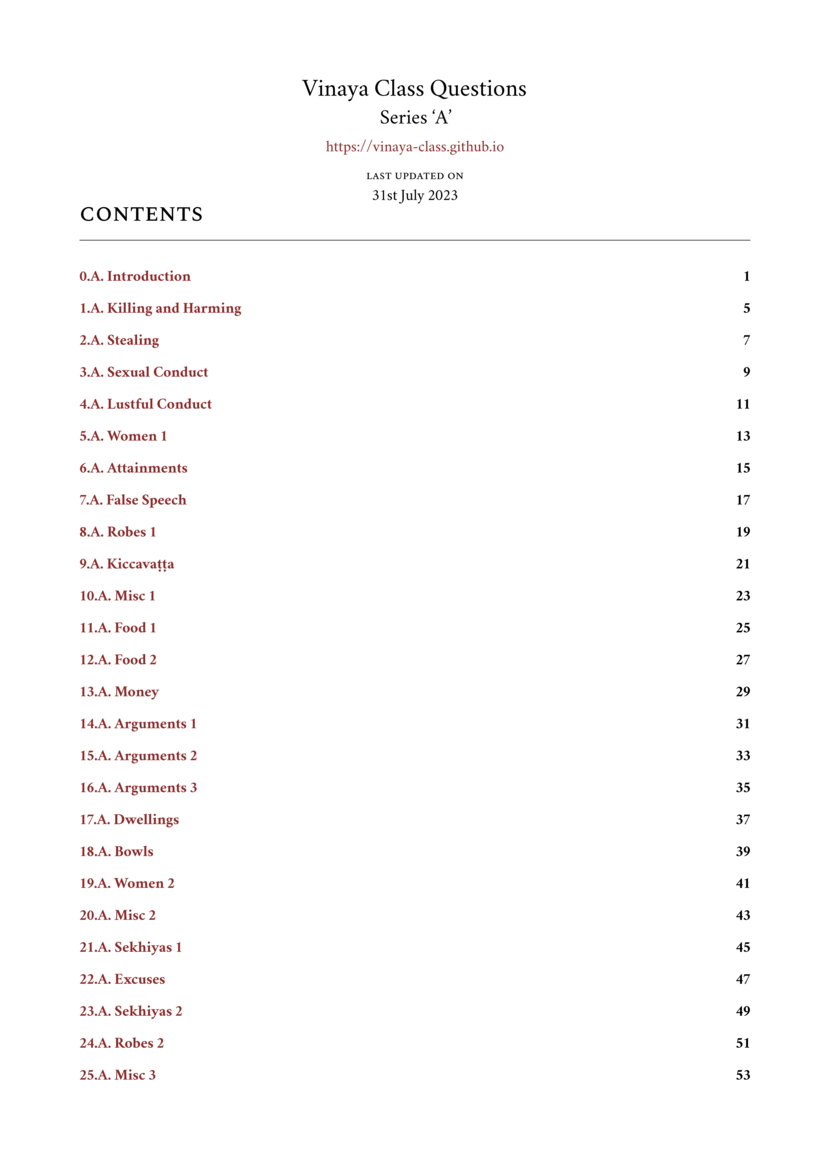 Vinaya Class Questions
Series ‘A’
https://vinaya-class.github.io
LAST UPDATED ON
31st July 2023
CONTENTS
0.A. Introduction 1
1.A. Killing and Harming 5
2.A. Stealing 7
3.A. Sexual Conduct 9
4.A. Lustful Conduct 11
5.A. Women 1 13
6.A. Attainments 15
7.A. False Speech 17
8.A. Robes 1 19
9.A. Kiccavaṭṭa 21
10.A. Misc 1 23
11.A. Food 1 25
12.A. Food 2 27
13.A. Money 29
14.A. Arguments 1 31
15.A. Arguments 2 33
16.A. Arguments 3 35
17.A. Dwellings 37
18.A. Bowls 39
19.A. Women 2 41
20.A. Misc 2 43
21.A. Sekhiyas 1 45
22.A. Excuses 47
23.A. Sekhiyas 2 49
24.A. Robes 2 51
25.A. Misc 3 53